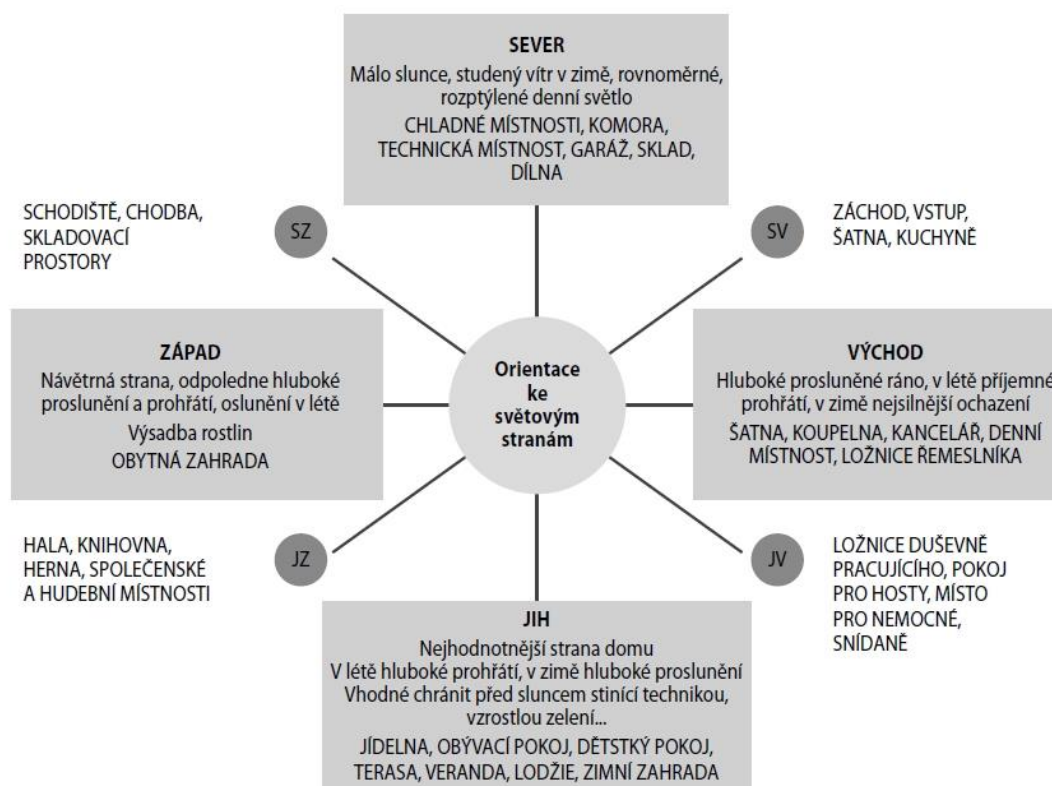 SEVER
Málo slunce, studený vítr v zimě, rovnoměrné,
rozptýlené denní světlo
CHLADNÉ MÍSTNOSTI, KOMORA,
TECHNICKÁ MÍSTNOST, GARÁŽ, SKLAD,
DÍLNA
SCHODIŠTĚ, CHODBA,
SKLADOVACÍ
PROSTORY
SZ
SV
ZÁCHOD, VSTUP,
ŠATNA, KUCHYNĚ
ZÁPAD
Návětrná strana, odpoledne hluboké
proslunění a prohřátí, oslunění v létě
Výsadba rostlin
OBYTNÁ ZAHRADA
Orientace
ke
světovým
stranám
VÝCHOD
Hluboké prosluněné ráno, v létě příjemné
prohřátí, v zimě nejsilnější ochazení
ŠATNA, KOUPELNA, KANCELÁŘ, DENNÍ
MÍSTNOST, LOŽNICE ŘEMESLNÍKA
HALA, KNIHOVNA,
HERNA, SPOLEČENSKÉ
A HUDEBNÍ MÍSTNOSTI
JZ
JV
LOŽNICE DUŠEVNĚ
PRACUJÍCÍHO, POKOJ
PRO HOSTY, MÍSTO
PRO NEMOCNÉ,
SNÍDANĚ
JIH
Nejhodnotnější strana domu
V létě hluboké prohřátí, v zimě hluboké proslunění
Vhodné chránit před sluncem stinící technikou,
vzrostlou zelení...
JÍDELNA, OBÝVACÍ POKOJ, DĚTSTKÝ POKOJ,
TERASA, VERANDA, LODŽIE, ZIMNÍ ZAHRADA